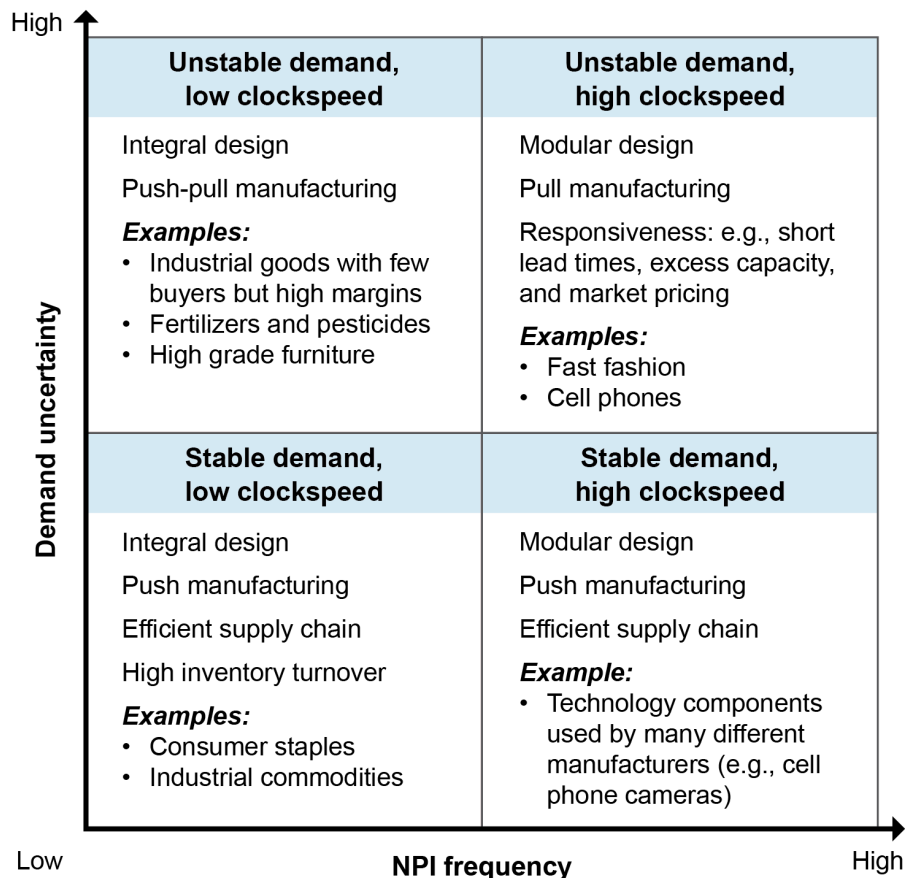 High
Unstable demand,
low clockspeed
Integral design
Push-pull manufacturing
Examples:
• Industrial goods with few
buyers but high margins
• Fertilizers and pesticides
• High grade furniture
Unstable demand,
high clockspeed
Modular design
Pull manufacturing
Responsiveness: e.g., short
lead times, excess capacity,
and market pricing
Examples:
• Fast fashion
• Cell phones
Demand uncertainty
Stable demand,
low clockspeed
Integral design
Push manufacturing
Efficient supply chain
High inventory turnover
Examples:
• Consumer staples
• Industrial commodities
Stable demand,
high clockspeed
Modular design
Push manufacturing
Efficient supply chain
Example:
• Technology components
used by many different
manufacturers (e.g., cell
phone cameras)
Low
NPI frequency
High